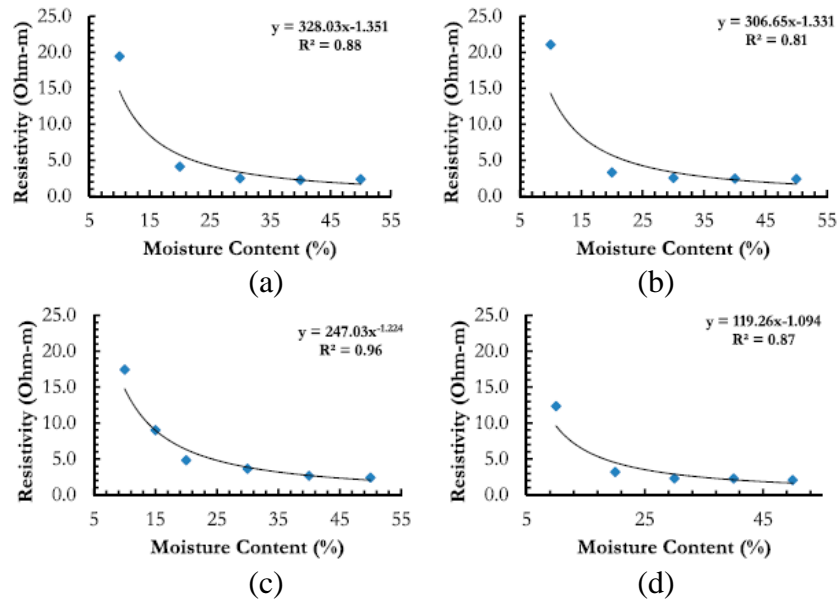 y = 328.03x-1.351
R² = 0.88
Resistivity (Ohm-m)
25.0
20.0
15.0
10.0
5.0
0.0
5 15 25 35 45 55
Moisture Content (%)
(a)
y = 306.65x-1.331
R² = 0.81
Resistivity (Ohm-m)
25.0
20.0
15.0
10.0
5.0
0.0
5 15 25 35 45 55
Moisture Content (%)
(b)
y = 247.03x⁻¹·²²⁴
R² = 0.96
Resistivity (Ohm-m)
25.0
20.0
15.0
10.0
5.0
0.0
5 15 25 35 45 55
Moisture Content (%)
(c)
y = 119.26x-1.094
R² = 0.87
Resistivity (Ohm-m)
25.0
20.0
15.0
10.0
5.0
0.0
5 25 45
Moisture Content (%)
(d)